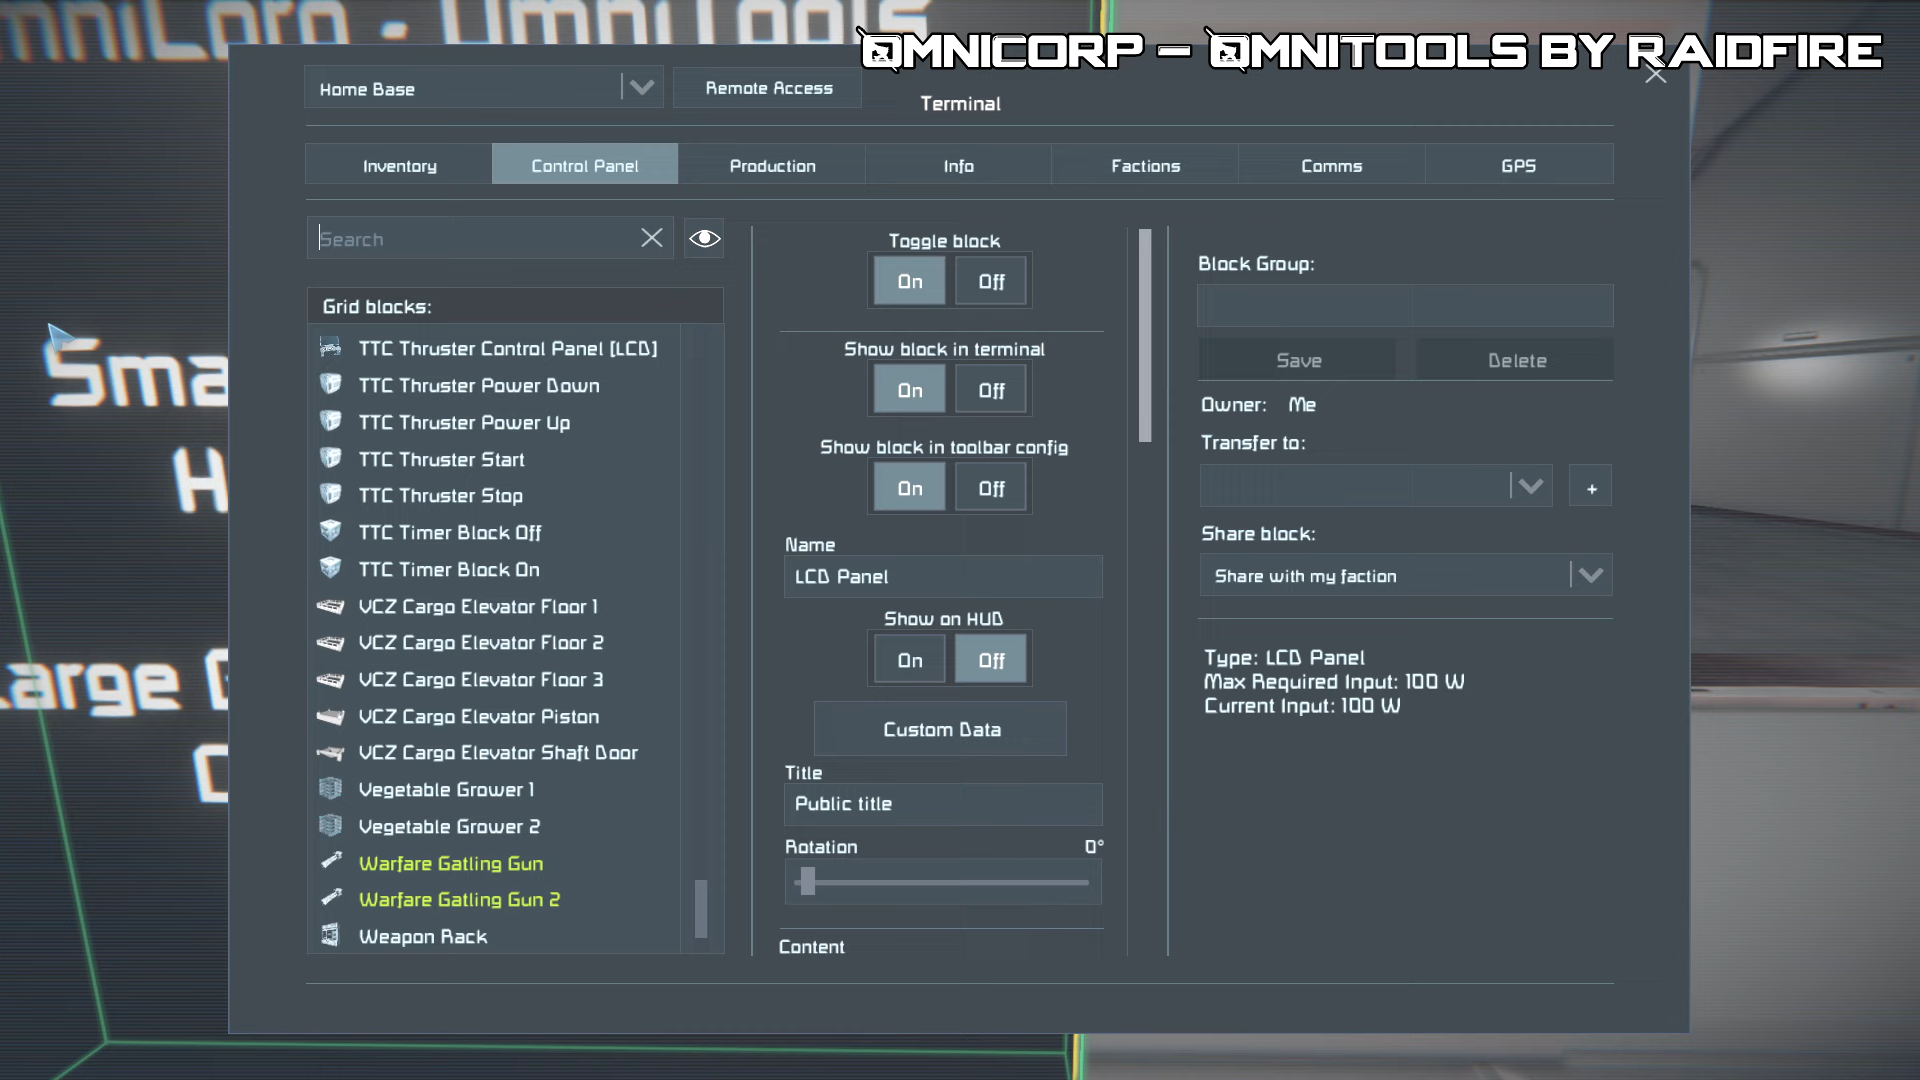 OmniCorp - OmniTools
OMNICORP - OMNITOOLS BY RAIDFIRE
Home Base
Remote Access
Terminal
Inventory
Control Panel
Production
Info
Factions
Comms
GPS
Search
Grid blocks:
TTC Thruster Control Panel [LCD]
TTC Thruster Power Down
TTC Thruster Power Up
TTC Thruster Start
TTC Thruster Stop
TTC Timer Block Off
TTC Timer Block On
VCZ Cargo Elevator Floor 1
VCZ Cargo Elevator Floor 2
VCZ Cargo Elevator Floor 3
VCZ Cargo Elevator Piston
VCZ Cargo Elevator Shaft Door
Vegetable Grower 1
Vegetable Grower 2
Warfare Gatling Gun
Warfare Gatling Gun 2
Weapon Rack
Toggle block
On Off
Show block in terminal
On Off
Show block in toolbar config
On Off
Name
LCD Panel
Show on HUD
On Off
Custom Data
Title
Public title
Rotation 0°
Content
Block Group:
Save Delete
Owner: Me
Transfer to:
+
Share block:
Share with my faction
Type: LCD Panel
Max Required Input: 100 W
Current Input: 100 W